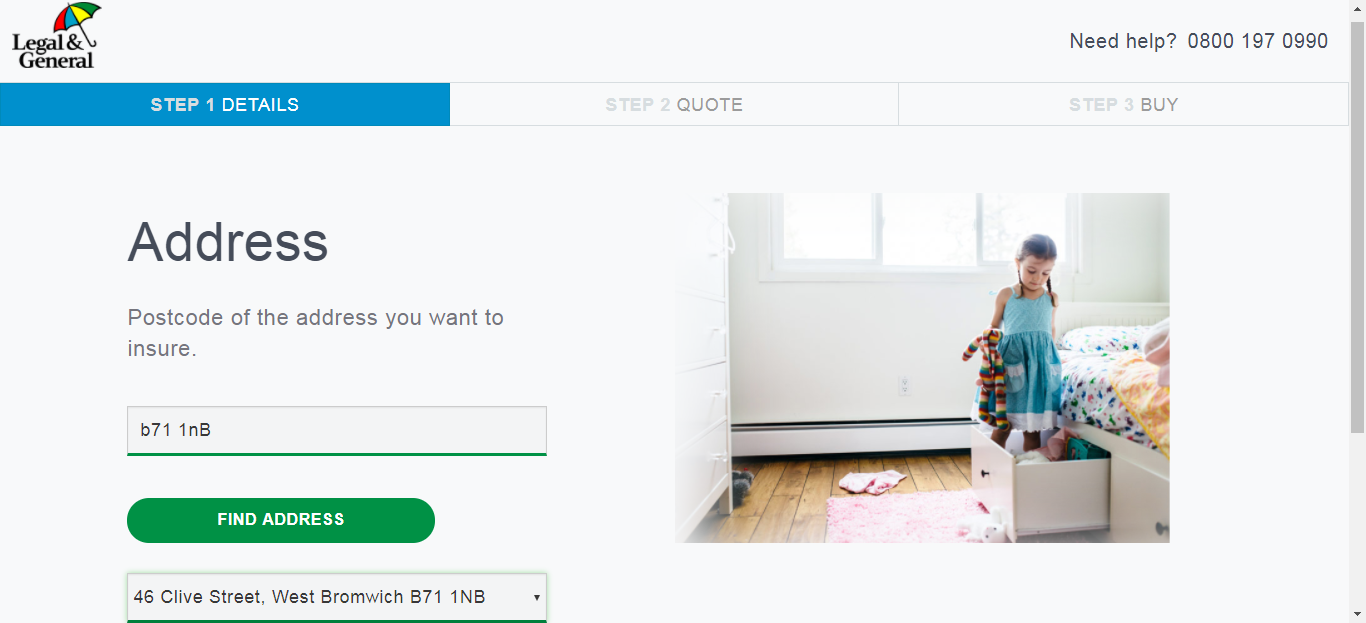 Legal &
General
Need help? 0800 197 0990
STEP 1 DETAILS
STEP 2 QUOTE
STEP 3 BUY
Address
Postcode of the address you want to
insure.
b71 1nB
FIND ADDRESS
46 Clive Street, West Bromwich B71 1NB